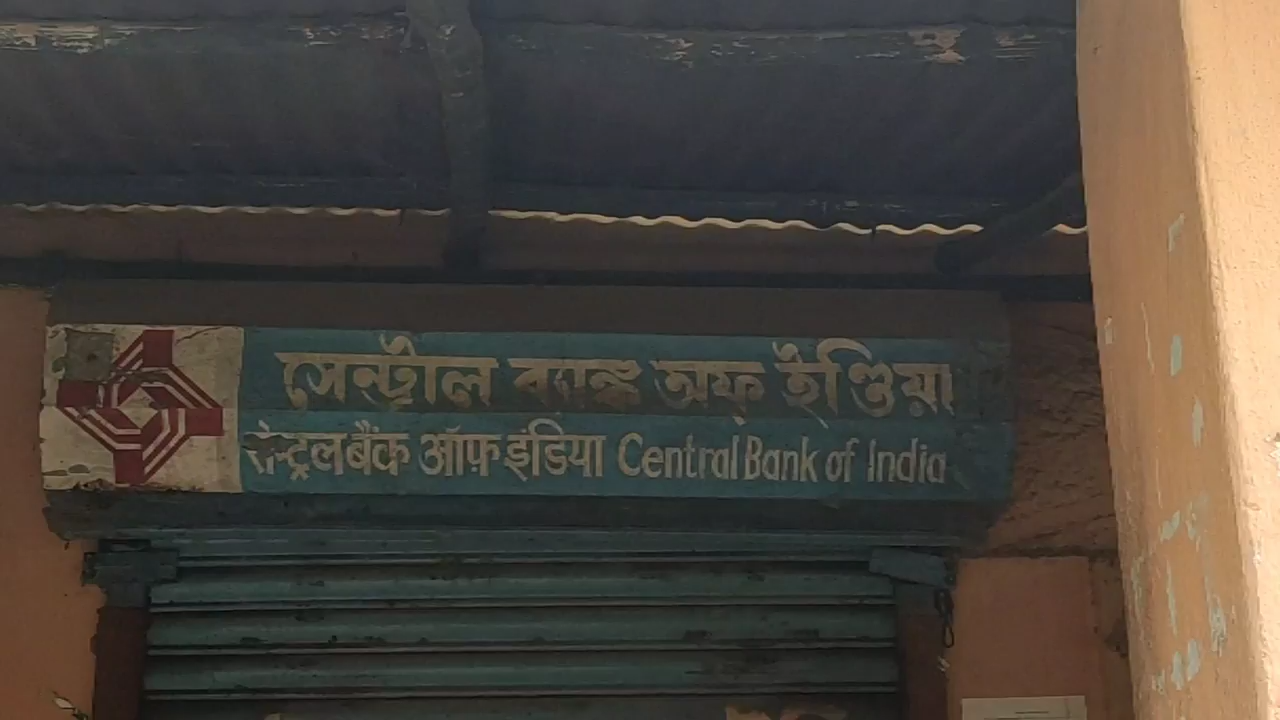 সেন্ট্রাল ব্যাঙ্ক অফ্ ইণ্ডিয়া
सेन्ट्रल बैंक ऑफ़ इंडिया Central Bank of India